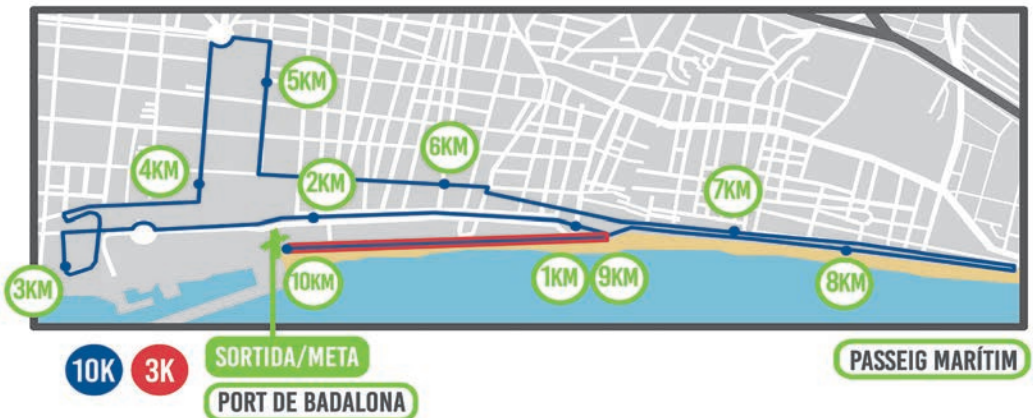 5KM
6KM
4KM
2KM
7KM
3KM
10KM
1KM
9KM
8KM
10K
3K
SORTIDA/META
PASSEIG MARÍTIM
PORT DE BADALONA